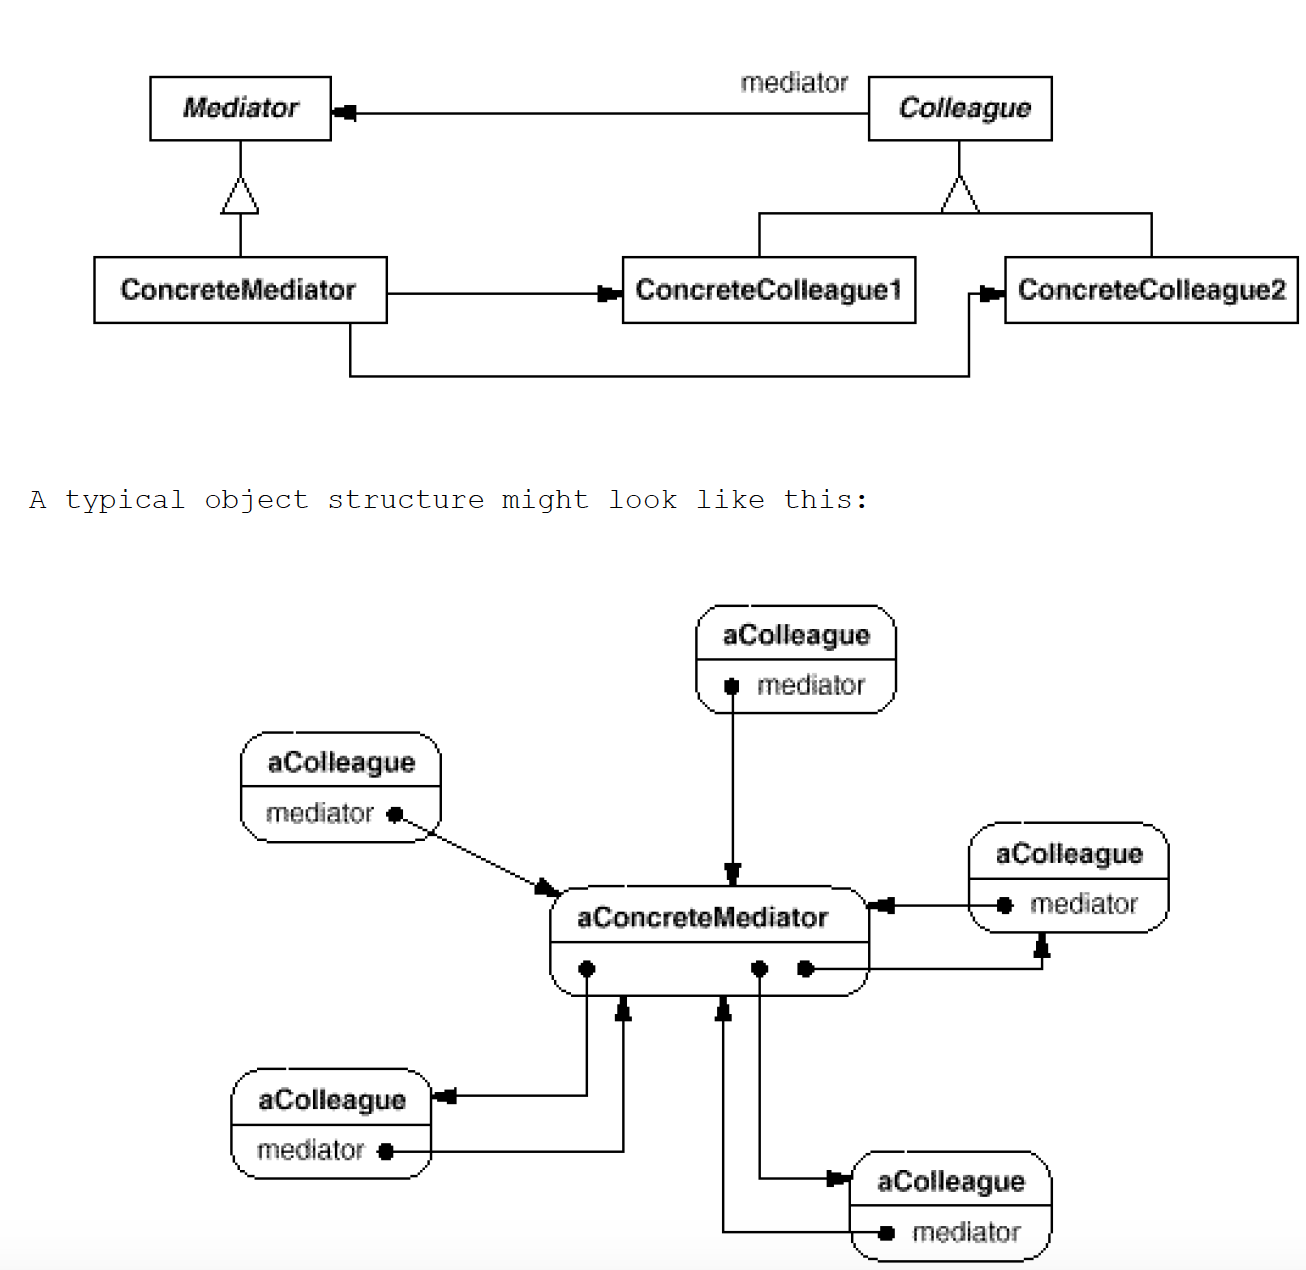 mediator
Mediator
Colleague
ConcreteMediator
ConcreteColleague1
ConcreteColleague2
A typical object structure might look like this:
aColleague
mediator
aColleague
mediator
aColleague
mediator
aConcreteMediator
aColleague
mediator
aColleague
mediator